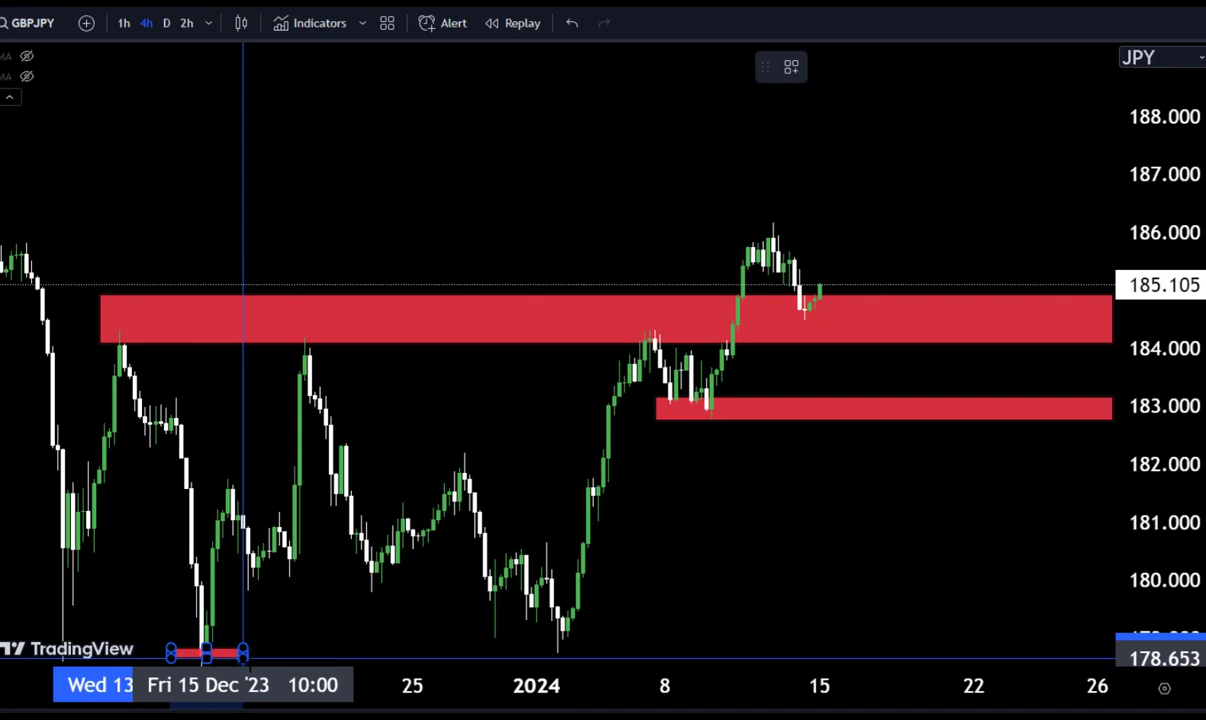 GBPJPY 1h 4h D 2h Indicators Alert Replay
MA
MA
JPY
188.000
187.000
186.000
185.105
184.000
183.000
182.000
181.000
180.000
178.653
TradingView
Wed 13 Fri 15 Dec '23 10:00 25 2024 8 15 22 26